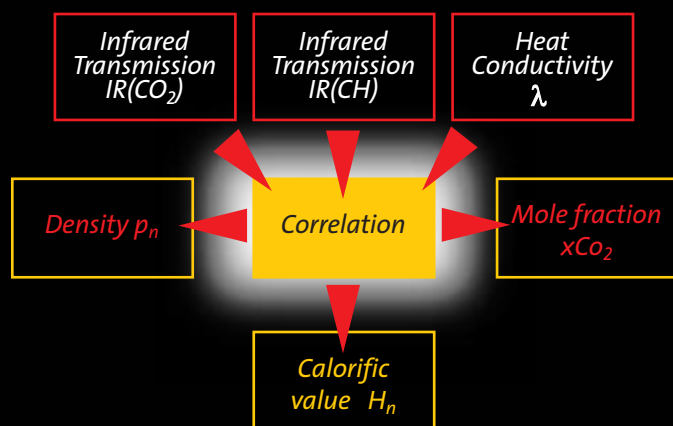 Infrared
Transmission
IR(CO₂)
Infrared
Transmission
IR(CH)
Heat
Conductivity
λ
Density pₙ
Correlation
Mole fraction
xCo₂
Calorific
value Hₙ